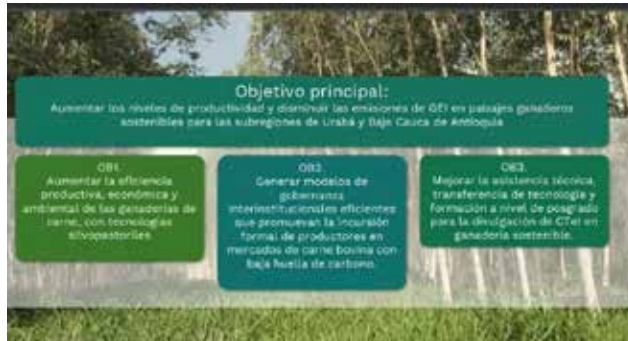 Objetivo principal:
Aumentar los niveles de productividad y disminuir las emisiones de GEI en paisajes ganaderos
sostenibles para las subregiones de Urabá y Bajo Cauca de Antioquia
OB1.
Aumentar la eficiencia
productiva, económica y
ambiental de las ganaderías de
carne, con tecnologías
silvopastoriles.
OB2.
Generar modelos de
gobernanza
interinstitucionales eficientes
que promuevan la incursión
formal de productores en
mercados de carne bovina con
baja huella de carbono.
OB3.
Mejorar la asistencia técnica,
transferencia de tecnología y
formación a nivel de posgrado
para la divulgación de CTeI en
ganadería sostenible.